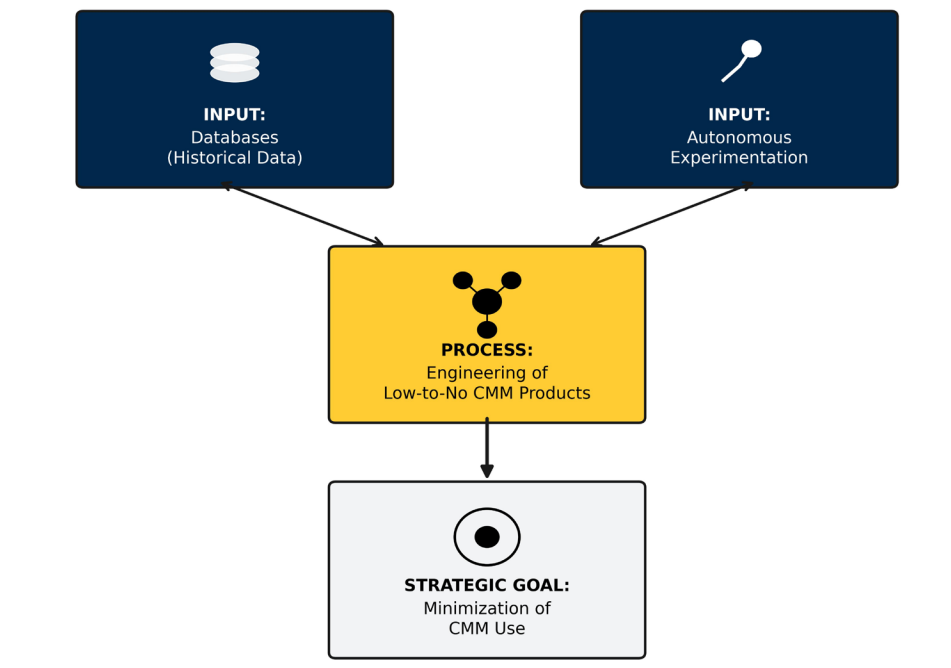 INPUT:
Databases
(Historical Data)
INPUT:
Autonomous
Experimentation
PROCESS:
Engineering of
Low-to-No CMM Products
STRATEGIC GOAL:
Minimization of
CMM Use